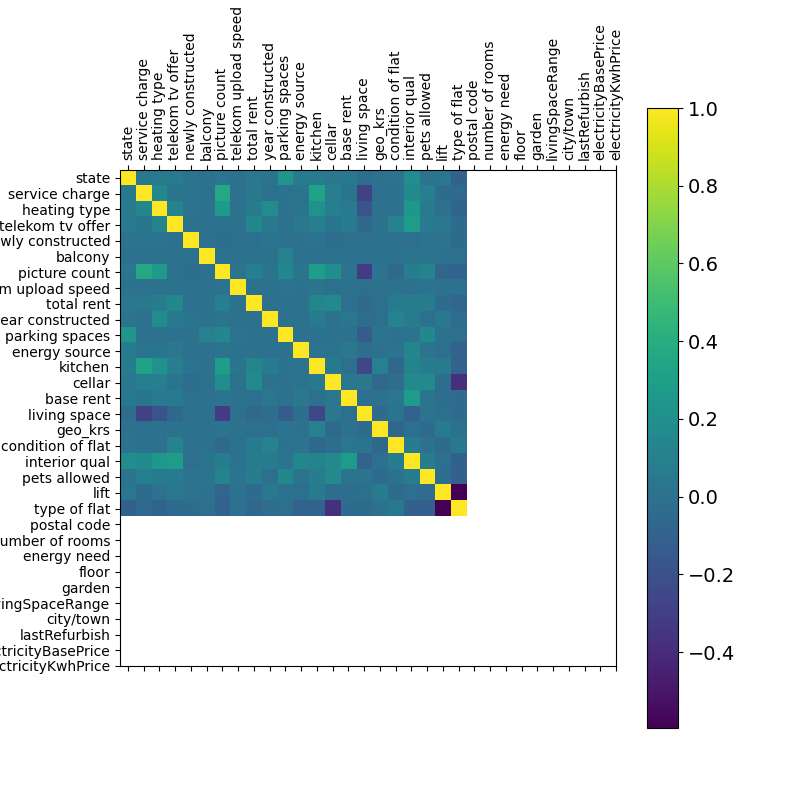 state
service charge
heating type
telekom tv offer
newly constructed
balcony
picture count
telekom upload speed
total rent
year constructed
parking spaces
energy source
kitchen
cellar
base rent
living space
geo_krs
condition of flat
interior qual
pets allowed
lift
type of flat
postal code
number of rooms
energy need
floor
garden
livingSpaceRange
city/town
lastRefurbish
electricityBasePrice
electricityKwhPrice
state
service charge
heating type
telekom tv offer
wly constructed
balcony
picture count
m upload speed
total rent
ear constructed
parking spaces
energy source
kitchen
cellar
base rent
living space
geo_krs
condition of flat
interior qual
pets allowed
lift
type of flat
postal code
umber of rooms
energy need
floor
garden
ingSpaceRange
city/town
lastRefurbish
ctricityBasePrice
ctricityKwhPrice
1.0
0.8
0.6
0.4
0.2
0.0
−0.2
−0.4